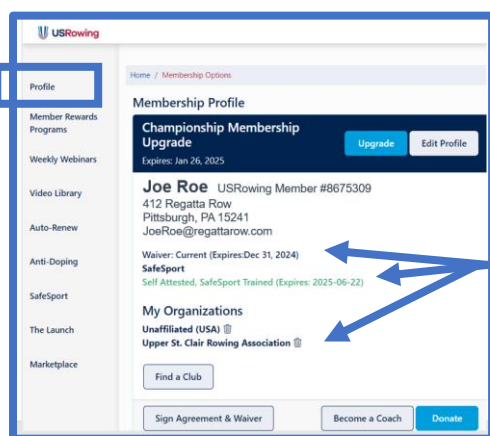 USRowing
Profile
Member Rewards
Programs
Weekly Webinars
Video Library
Auto-Renew
Anti-Doping
SafeSport
The Launch
Marketplace
Home / Membership Options
Membership Profile
Championship Membership
Upgrade
Expires: Jan 26, 2025
Upgrade
Edit Profile
Joe Roe USRowing Member #8675309
412 Regatta Row
Pittsburgh, PA 15241
JoeRoe@regattarow.com
Waiver: Current (Expires:Dec 31, 2024)
SafeSport
Self Attested, SafeSport Trained (Expires: 2025-06-22)
My Organizations
Unaffiliated (USA)
Upper St. Clair Rowing Association
Find a Club
Sign Agreement & Waiver
Become a Coach
Donate